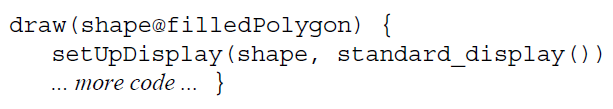 draw(shape@filledPolygon) {
setUpDisplay(shape, standard_display())
... more code ... }